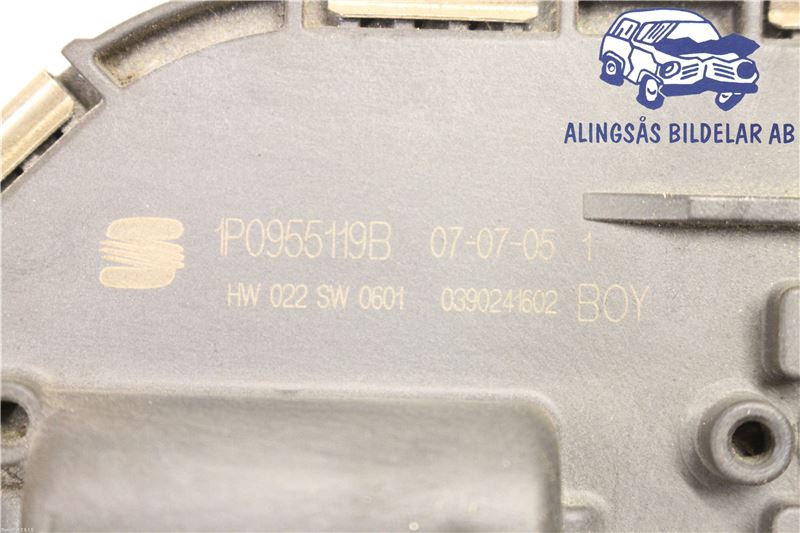 ALINGSÅS BILDELAR AB
1P0955119B 07-07-05 1
HW 022 SW 0601 0390241602 BOY